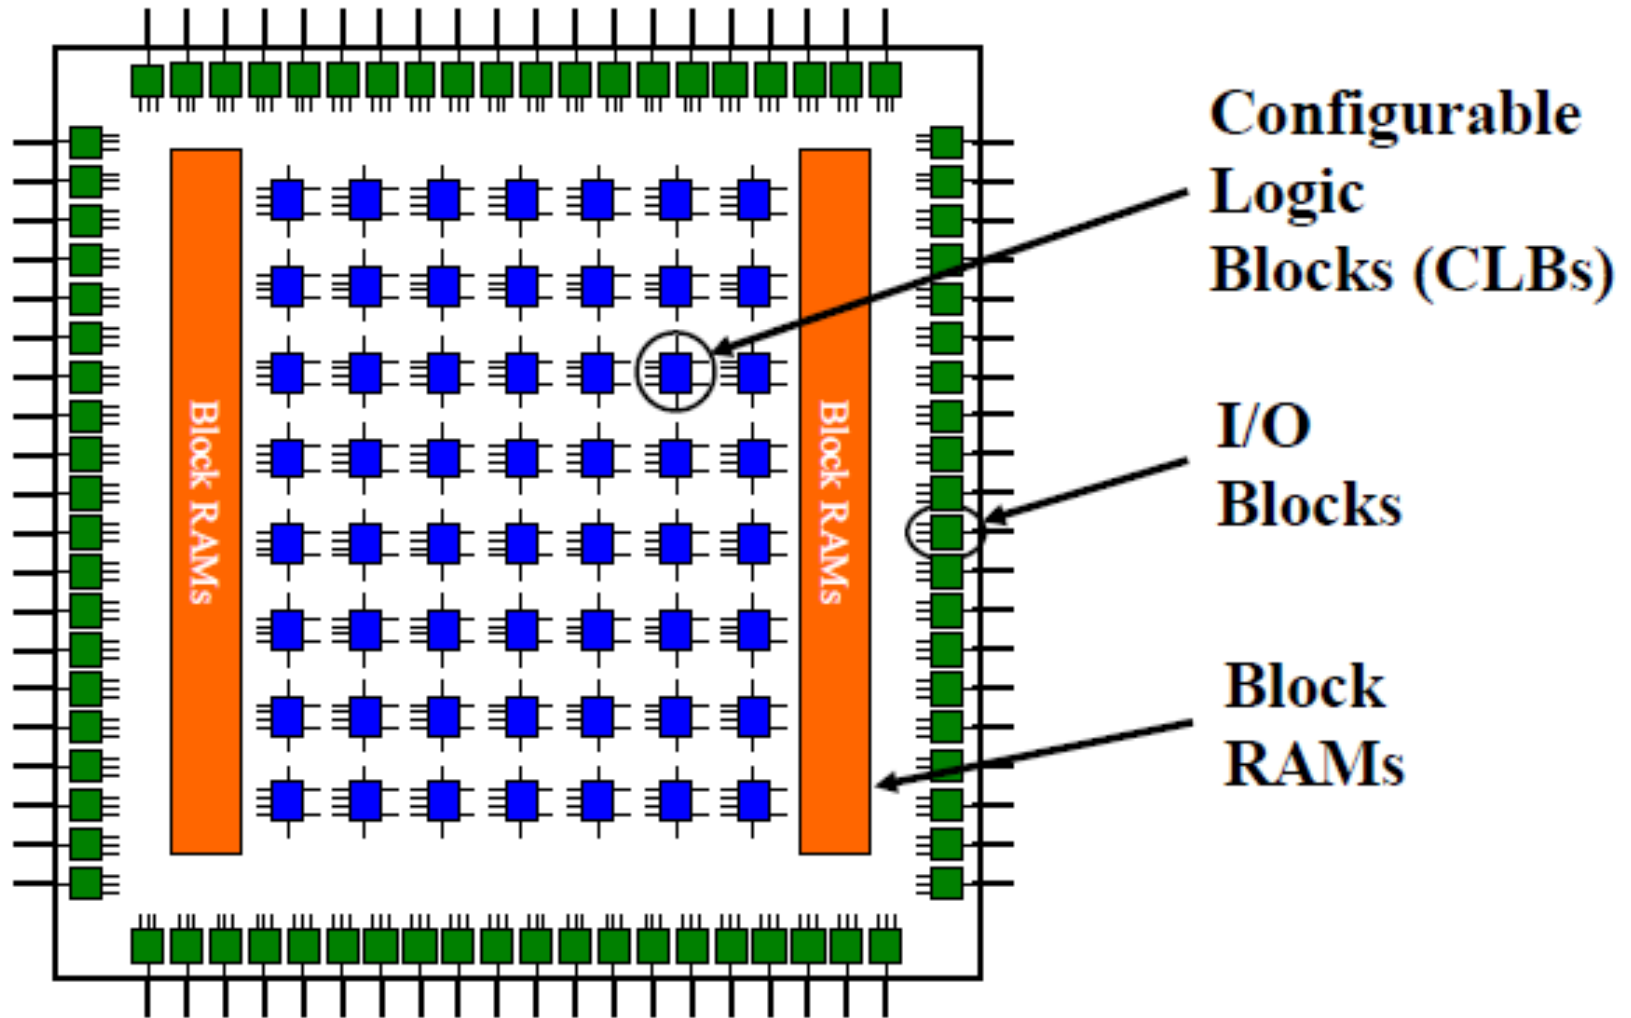 Configurable
Logic
Blocks (CLBs)
I/O
Blocks
Block
RAMs
Block RAMs
Block RAMs